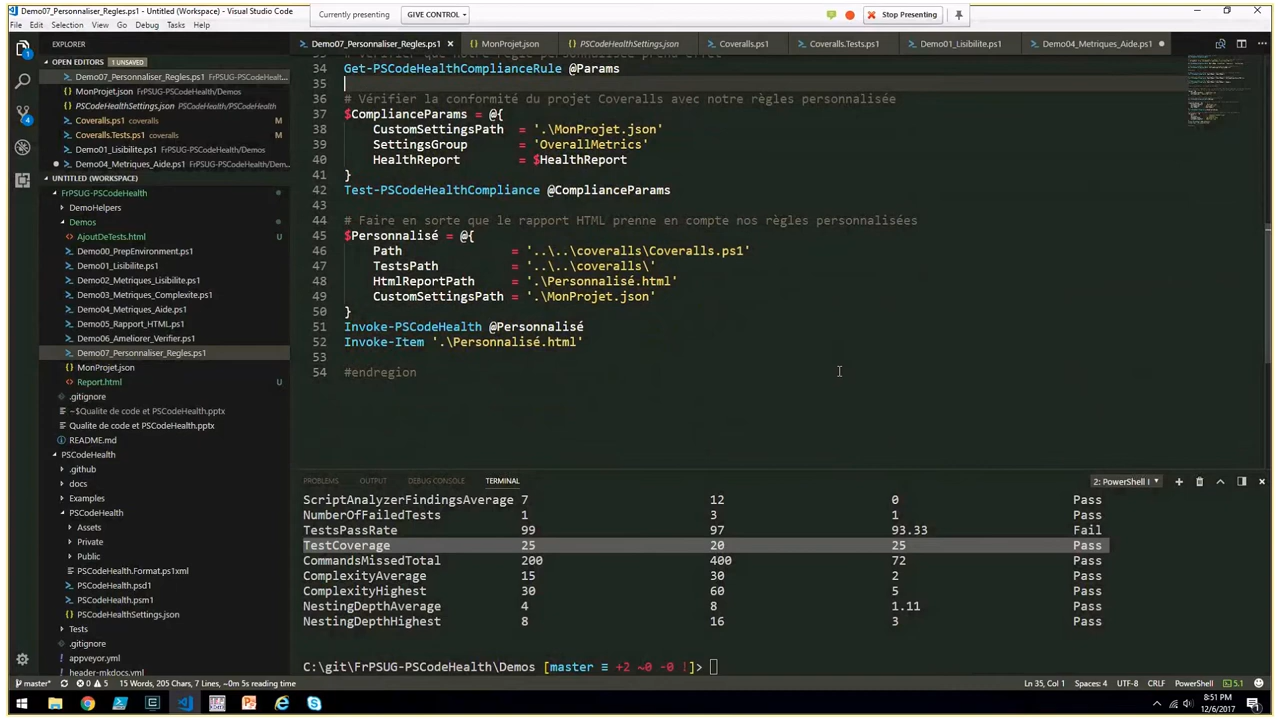 Demo07_Personnaliser_Regles.ps1 - Untitled (Workspace) - Visual Studio Code
Currently presenting
GIVE CONTROL
Stop Presenting
File Edit Selection View Go Debug Tasks Help
EXPLORER
OPEN EDITORS 1 UNSAVED
Demo07_Personnaliser_Regles.ps1 FrPSUG-PSCodeHealt...
MonProjet.json FrPSUG-PSCodeHealth/Demos
PSCodeHealthSettings.json PSCodeHealth/PSCodeHealth
Coveralls.ps1 coveralls M
Coveralls.Tests.ps1 coveralls M
Demo01_Lisibilite.ps1 FrPSUG-PSCodeHealth/Demos
Demo04_Metriques_Aide.ps1 FrPSUG-PSCodeHealth/De...
UNTITLED (WORKSPACE)
FrPSUG-PSCodeHealth
DemoHelpers
Demos
AjoutDeTests.html U
Demo00_PrepEnvironment.ps1
Demo01_Lisibilite.ps1
Demo02_Metriques_Lisibilite.ps1
Demo03_Metriques_Complexite.ps1
Demo04_Metriques_Aide.ps1
Demo05_Rapport_HTML.ps1
Demo06_Ameliorer_Verifier.ps1
Demo07_Personnaliser_Regles.ps1
MonProjet.json
Report.html U
.gitignore
~$Qualite de code et PSCodeHealth.pptx
Qualite de code et PSCodeHealth.pptx
README.md
PSCodeHealth
.github
docs
Examples
PSCodeHealth
Assets
Private
Public
PSCodeHealth.Format.ps1xml
PSCodeHealth.psd1
PSCodeHealth.psm1
PSCodeHealthSettings.json
Tests
.gitignore
appveyor.yml
header-mkdocs.yml
Demo07_Personnaliser_Regles.ps1 MonProjet.json PSCodeHealthSettings.json Coveralls.ps1 Coveralls.Tests.ps1 Demo01_Lisibilite.ps1 Demo04_Metriques_Aide.ps1
34 Get-PSCodeHealthComplianceRule @Params
35
36 # Vérifier la conformité du projet Coveralls avec notre règles personnalisée
37 $ComplianceParams = @{
38 CustomSettingsPath = '.\MonProjet.json'
39 SettingsGroup = 'OverallMetrics'
40 HealthReport = $HealthReport
41 }
42 Test-PSCodeHealthCompliance @ComplianceParams
43
44 # Faire en sorte que le rapport HTML prenne en compte nos règles personnalisées
45 $Personnalisé = @{
46 Path = '..\..\coveralls\Coveralls.ps1'
47 TestsPath = '..\..\coveralls\'
48 HtmlReportPath = '.\Personnalisé.html'
49 CustomSettingsPath = '.\MonProjet.json'
50 }
51 Invoke-PSCodeHealth @Personnalisé
52 Invoke-Item '.\Personnalisé.html'
53
54 #endregion
PROBLEMS OUTPUT DEBUG CONSOLE TERMINAL
2: PowerShell I
ScriptAnalyzerFindingsAverage 7 12 0 Pass
NumberOfFailedTests 1 3 1 Pass
TestsPassRate 99 97 93.33 Fail
TestCoverage 25 20 25 Pass
CommandsMissedTotal 200 400 72 Pass
ComplexityAverage 15 30 2 Pass
ComplexityHighest 30 60 5 Pass
NestingDepthAverage 4 8 1.11 Pass
NestingDepthHighest 8 16 3 Pass
C:\git\FrPSUG-PSCodeHealth\Demos [master ≡ +2 ~0 -0 !]>
master* 0 5 15 Words, 205 Chars, 7 Lines, ~0m 5s reading time
Ln 35, Col 1 Spaces: 4 UTF-8 CRLF PowerShell 5.1
8:51 PM
12/6/2017